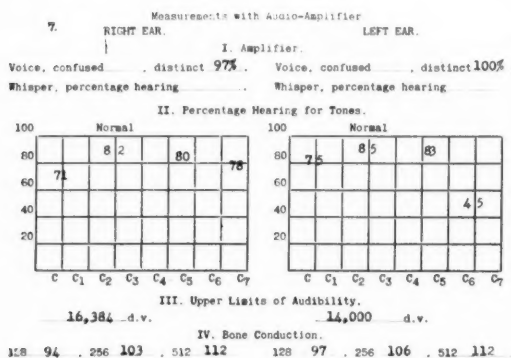 Measurements with Audio-Amplifier
7.
RIGHT EAR. LEFT EAR.
I. Amplifier.
Voice, confused , distinct 97% . Voice, confused , distinct 100%
Whisper, percentage hearing . Whisper, percentage hearing
II. Percentage Hearing for Tones.
100 Normal 100 Normal
80 71 82 80 78 80 75 85 83
60 60
40 40 45
20 20
C C1 C2 C3 C4 C5 C6 C7 C C1 C2 C3 C4 C5 C6 C7
III. Upper Limits of Audibility.
16,384 d.v. 14,000 d.v.
IV. Bone Conduction.
128 94 , 256 103 , 512 112 128 97 , 256 106 , 512 112